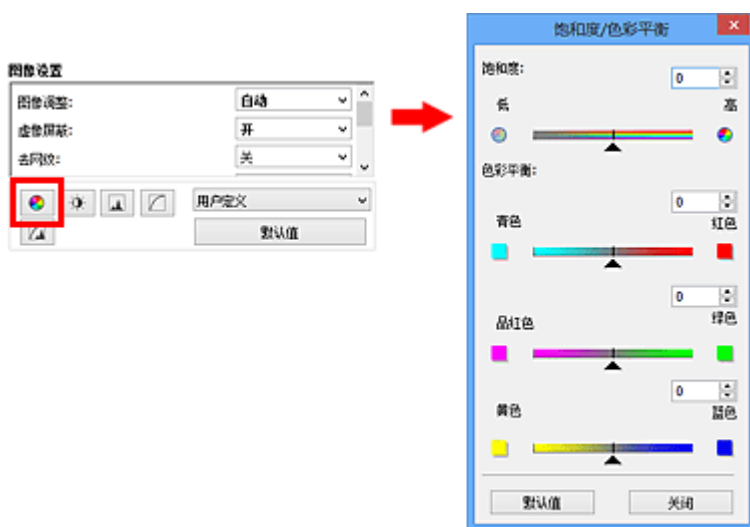 图像设置
图像调整: 自动
虚像屏蔽: 开
去网纹: 关
用户定义
默认值
饱和度/色彩平衡
饱和度: 0
低 高
色彩平衡:
0
青色 红色
0
品红色 绿色
0
黄色 蓝色
默认值 关闭